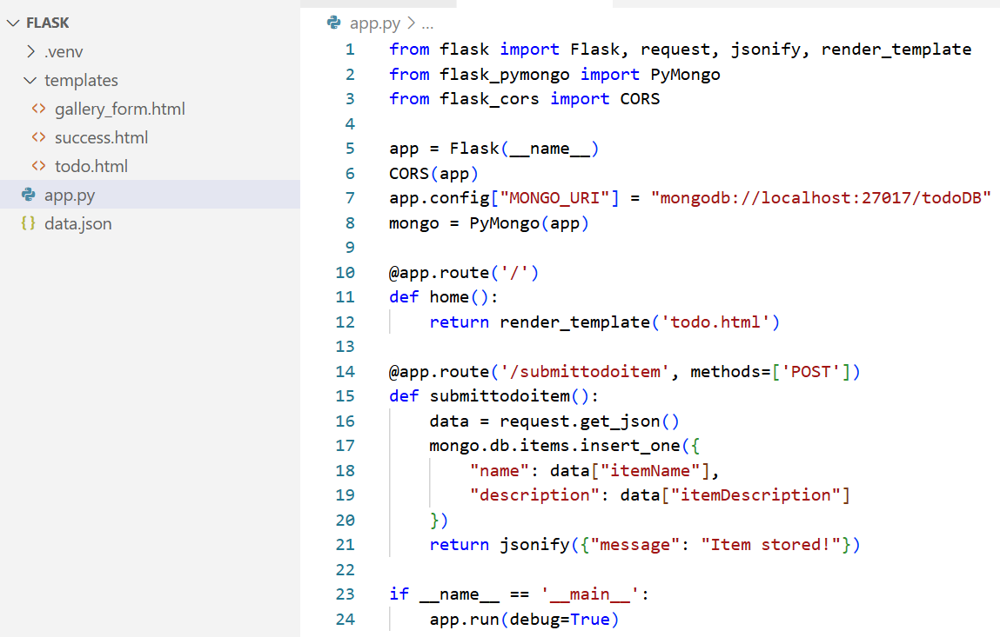 FLASK
.venv
templates
<> gallery_form.html
<> success.html
<> todo.html
app.py
{} data.json
app.py > ...
1 from flask import Flask, request, jsonify, render_template
2 from flask_pymongo import PyMongo
3 from flask_cors import CORS
4
5 app = Flask(__name__)
6 CORS(app)
7 app.config["MONGO_URI"] = "mongodb://localhost:27017/todoDB"
8 mongo = PyMongo(app)
9
10 @app.route('/')
11 def home():
12     return render_template('todo.html')
13
14 @app.route('/submittodoitem', methods=['POST'])
15 def submittodoitem():
16     data = request.get_json()
17     mongo.db.items.insert_one({
18         "name": data["itemName"],
19         "description": data["itemDescription"]
20     })
21     return jsonify({"message": "Item stored!"})
22
23 if __name__ == '__main__':
24     app.run(debug=True)